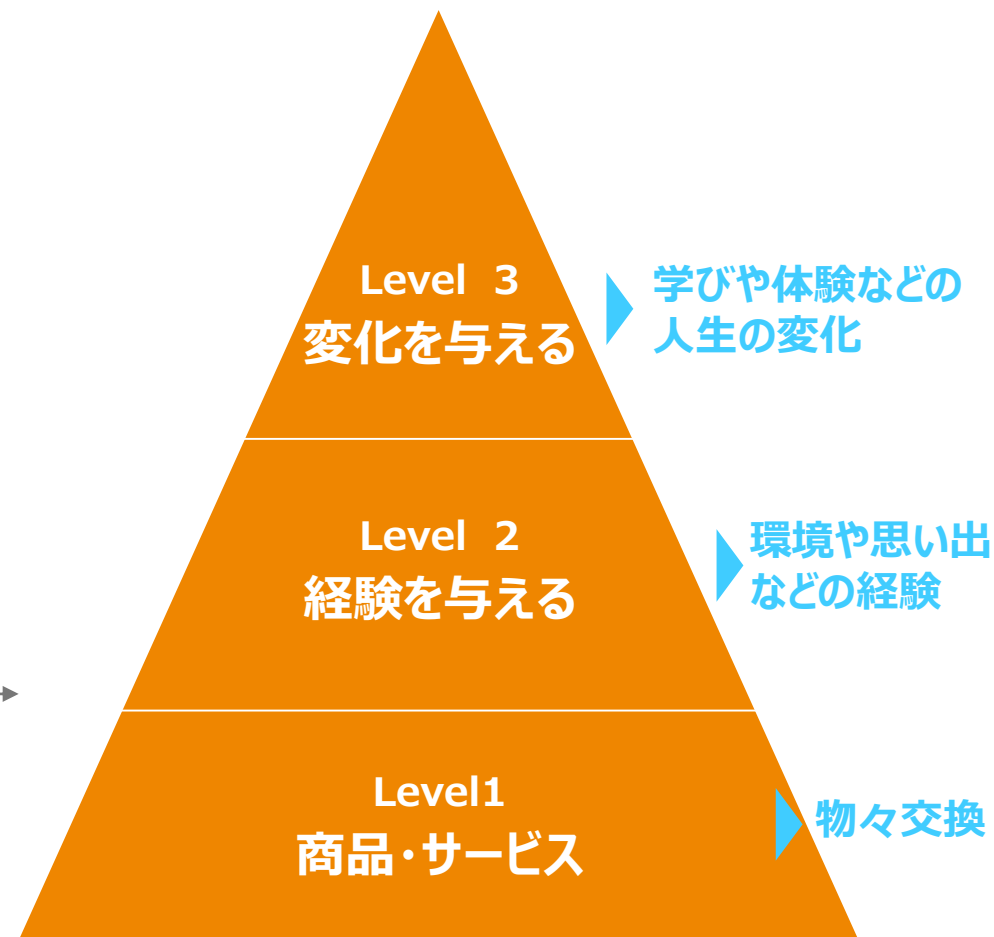 Level 3
変化を与える
学びや体験などの
人生の変化
Level 2
経験を与える
環境や思い出
などの経験
Level1
商品・サービス
物々交換